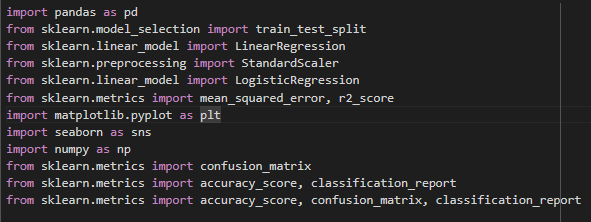 import pandas as pd
from sklearn.model_selection import train_test_split
from sklearn.linear_model import LinearRegression
from sklearn.preprocessing import StandardScaler
from sklearn.linear_model import LogisticRegression
from sklearn.metrics import mean_squared_error, r2_score
import matplotlib.pyplot as plt
import seaborn as sns
import numpy as np
from sklearn.metrics import confusion_matrix
from sklearn.metrics import accuracy_score, classification_report
from sklearn.metrics import accuracy_score, confusion_matrix, classification_report